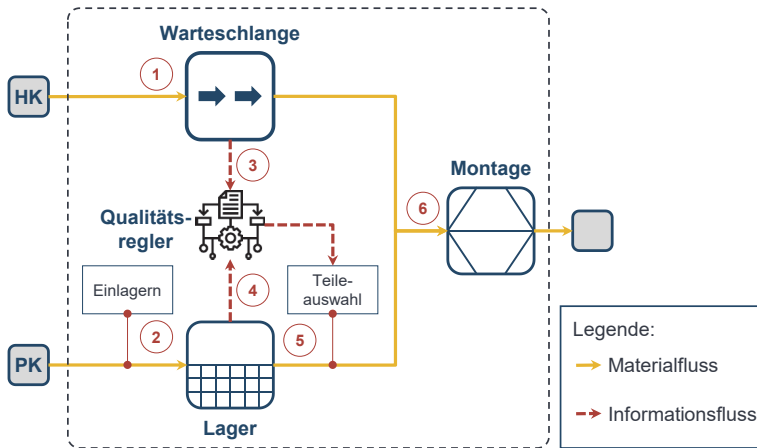 Warteschlange
1
HK
3
Montage
6
Qualitäts-
regler
Einlagern
4
Teile-
auswahl
2
5
PK
Lager
Legende:
Materialfluss
Informationsfluss